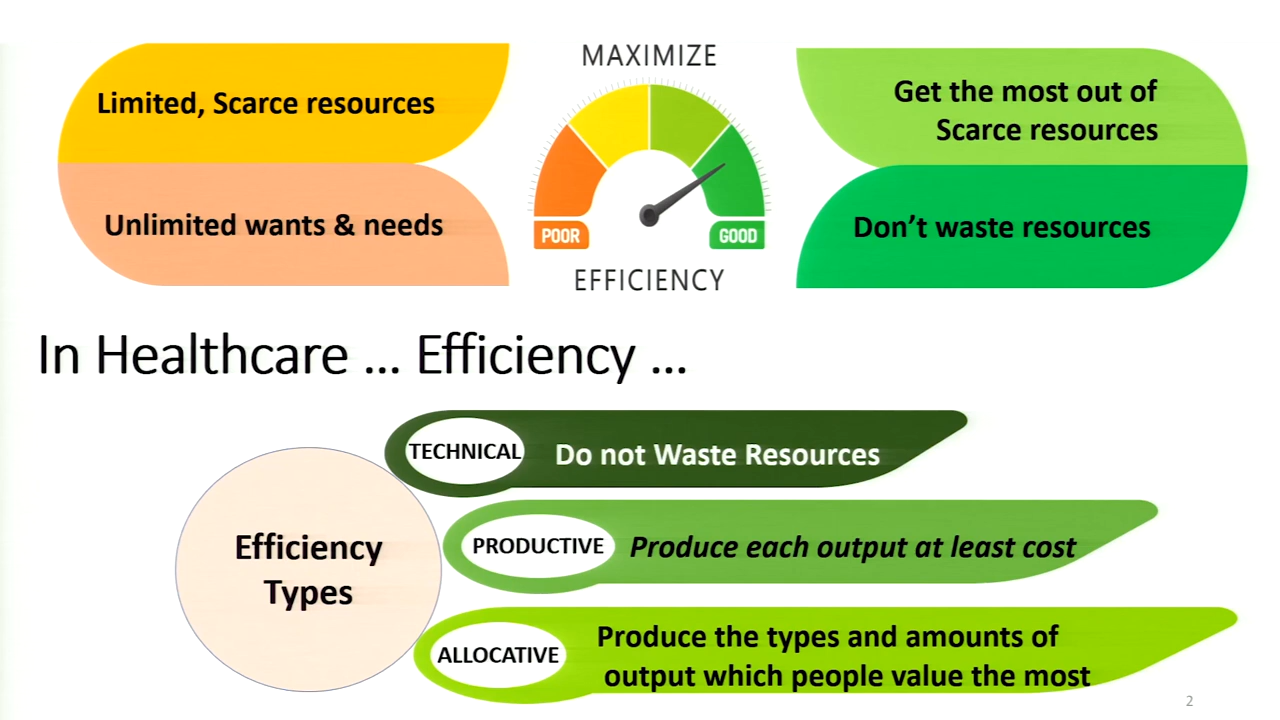 Limited, Scarce resources
Unlimited wants & needs
MAXIMIZE
POOR
GOOD
EFFICIENCY
Get the most out of
Scarce resources
Don’t waste resources
In Healthcare ... Efficiency ...
Efficiency
Types
TECHNICAL
Do not Waste Resources
PRODUCTIVE
Produce each output at least cost
ALLOCATIVE
Produce the types and amounts of
output which people value the most
2